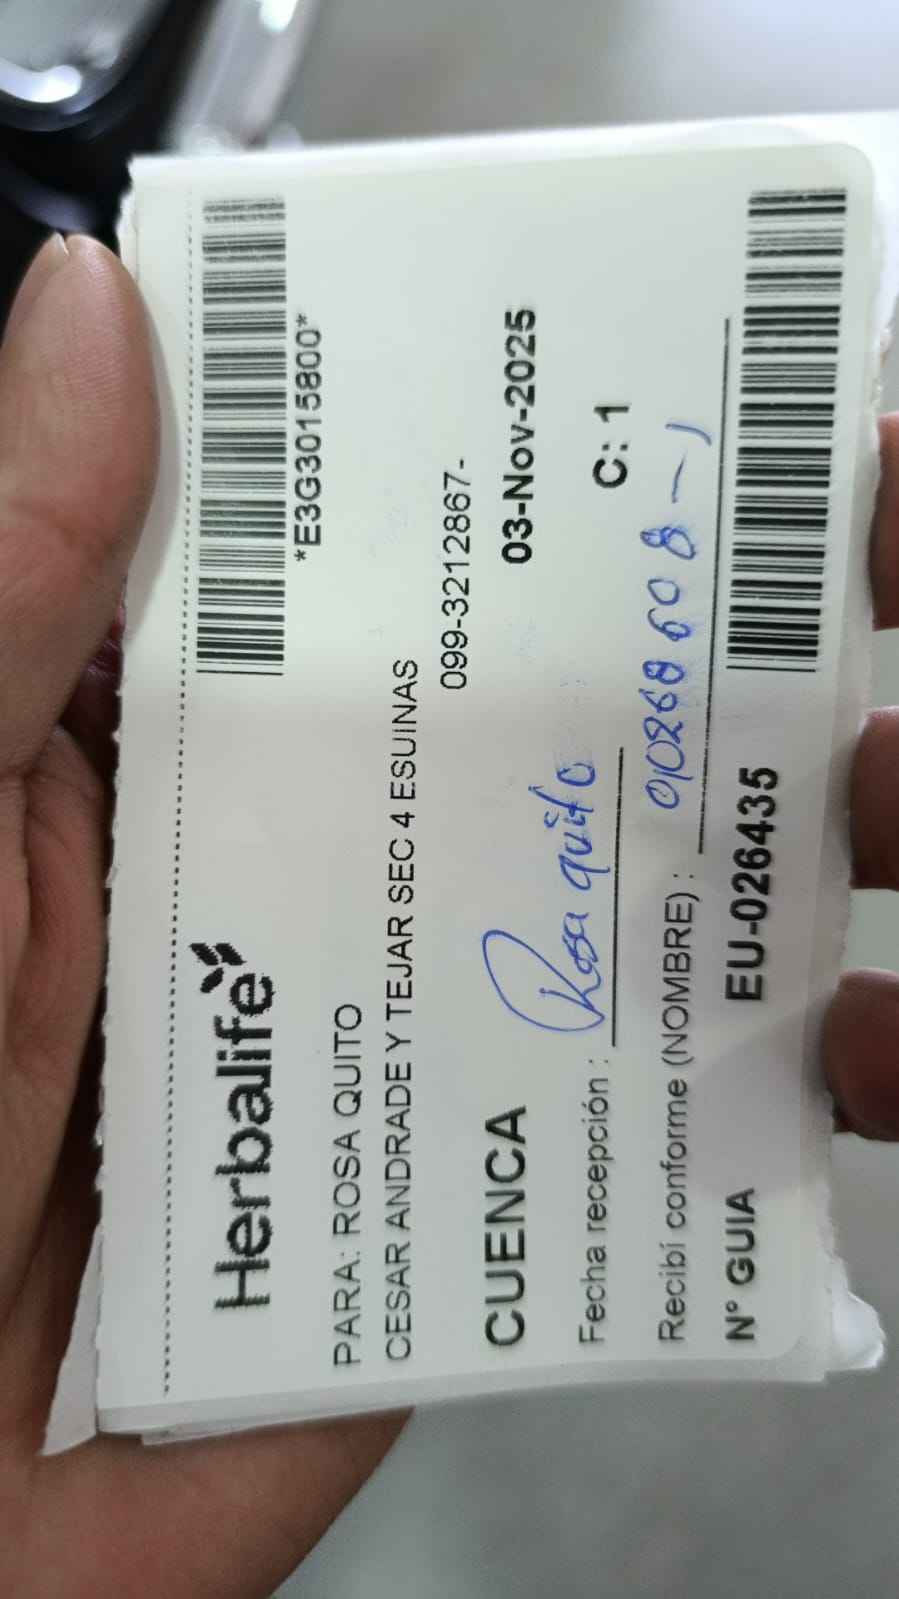 Herbalife
*E3G3015800*
PARA: ROSA QUITO
CESAR ANDRADE Y TEJAR SEC 4 ESUINAS
099-3212867-
CUENCA
03-Nov-2025
Fecha recepción :
Rosa quito
C: 1
Recibí conforme (NOMBRE) :
Nº GUIA
EU-026435